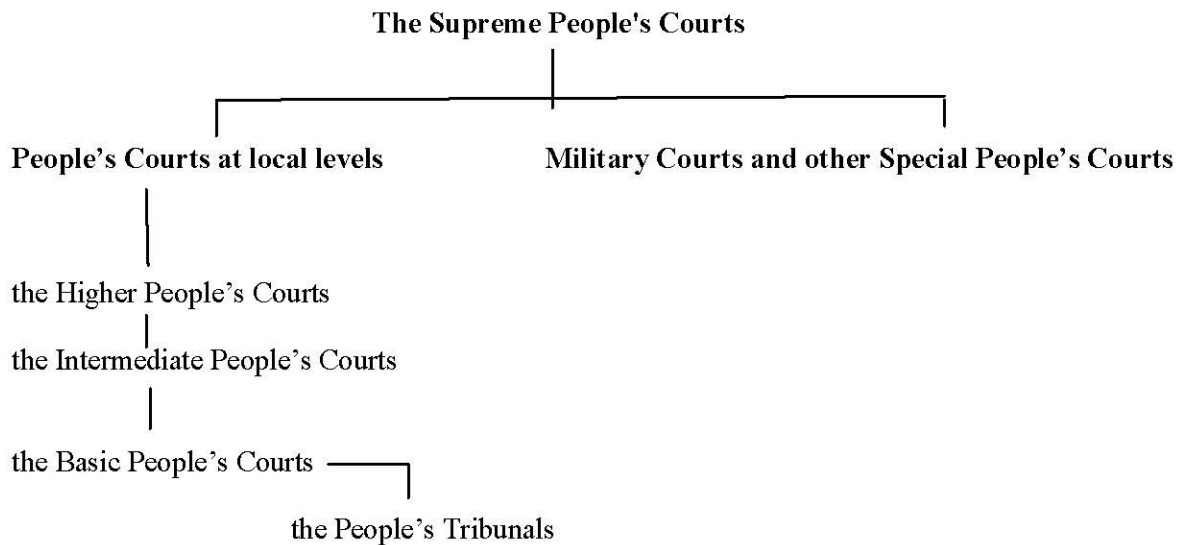 The Supreme People's Courts
People’s Courts at local levels
Military Courts and other Special People’s Courts
the Higher People’s Courts
the Intermediate People’s Courts
the Basic People’s Courts
the People’s Tribunals